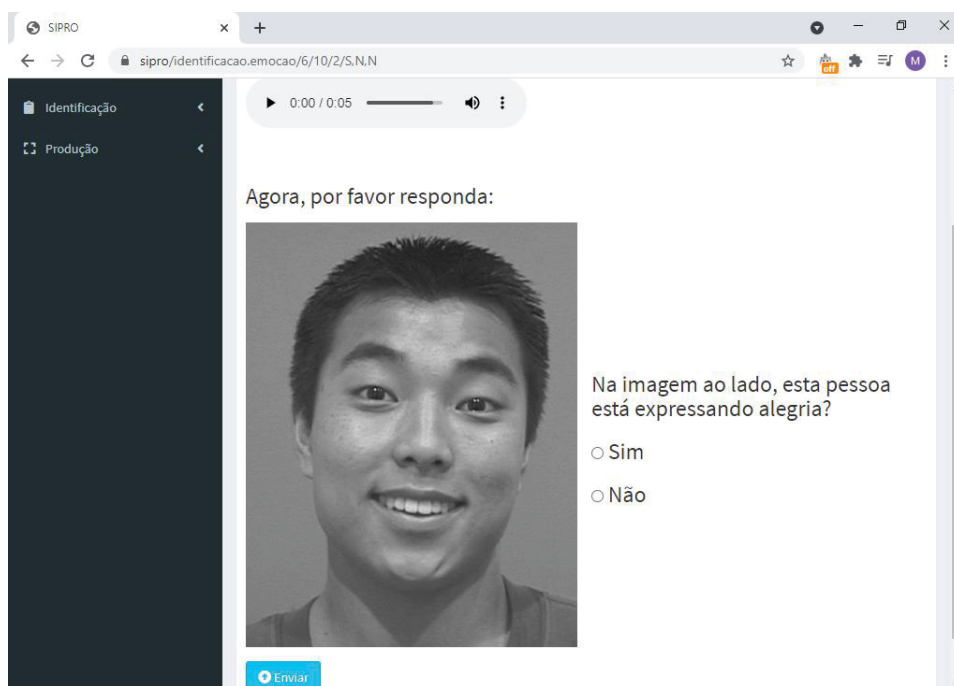 SIPRO
sipro/identificacao.emocao/6/10/2/S,N,N
off
M
Identificação
0:00 / 0:05
Produção
Agora, por favor responda:
Na imagem ao lado, esta pessoa
está expressando alegria?
Sim
Não
Enviar